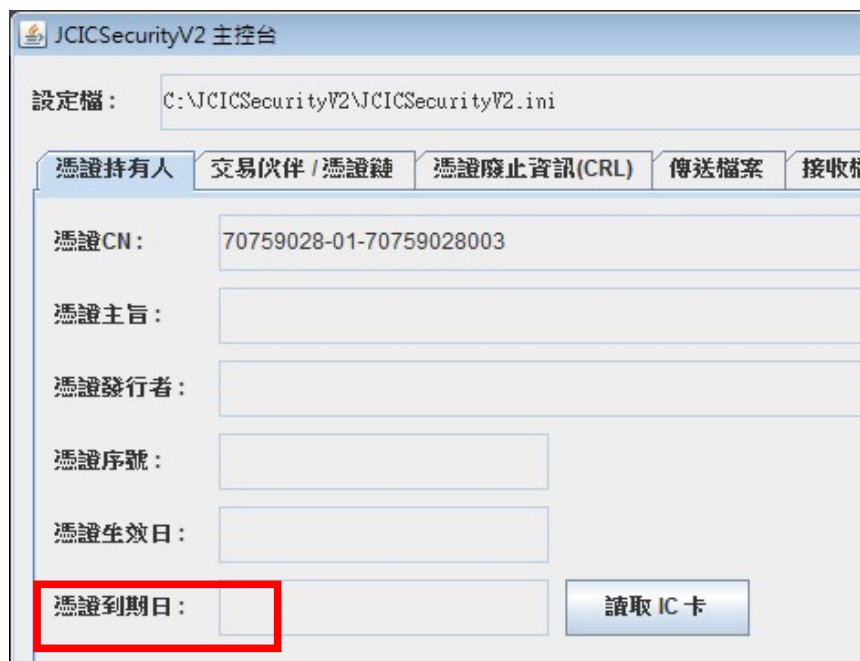 JCICSecurityV2 主控台
設定檔： C:\JCICSecurityV2\JCICSecurityV2.ini
憑證持有人 交易伙伴 / 憑證鏈 憑證廢止資訊(CRL) 傳送檔案 接收檔
憑證CN： 70759028-01-70759028003
憑證主旨：
憑證發行者：
憑證序號：
憑證生效日：
憑證到期日： 讀取 IC 卡